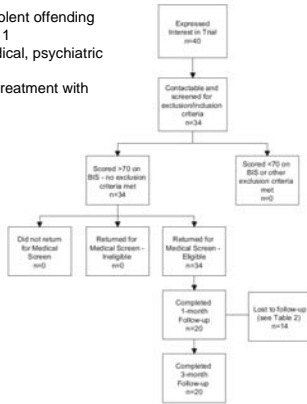 olent offending
1
dical, psychiatric
reatment with
Expressed
Interest in Trial
n=40
Contactable and
screened for
exclusion/inclusion
criteria
n=34
Scored >70 on
BIS - no exclusion
criteria met
n=34
Scored <70 on
BIS or other
exclusion criteria
met
n=0
Did not return
for Medical
Screen
n=0
Returned for
Medical Screen -
Ineligible
n=0
Returned for
Medical Screen -
Eligible
n=34
Completed
1-month
Follow-up
n=20
Lost to follow-up
(see Table 2)
n=14
Completed
3-month
Follow-up
n=20